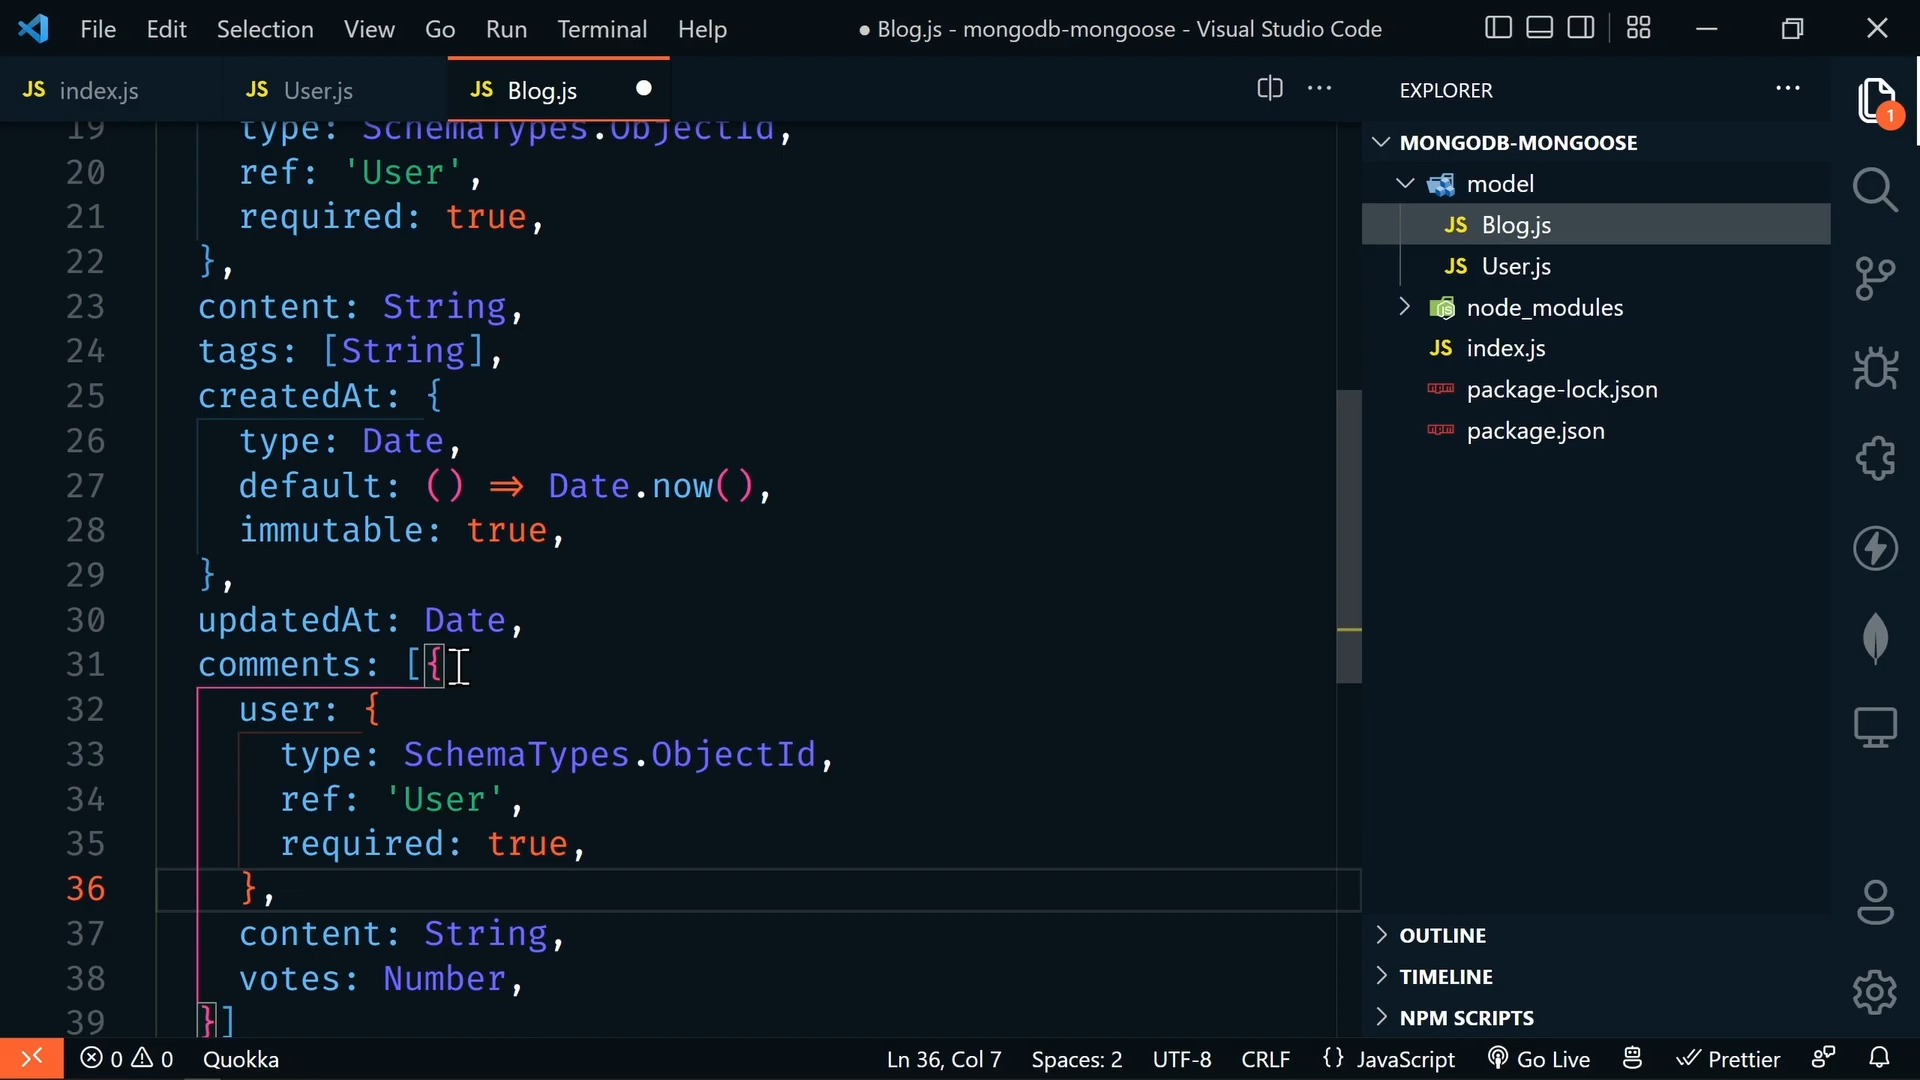 File Edit Selection View Go Run Terminal Help
● Blog.js - mongodb-mongoose - Visual Studio Code
JS index.js
JS User.js
JS Blog.js
19 type: SchemaTypes.ObjectId,
20 ref: 'User',
21 required: true,
22 },
23 content: String,
24 tags: [String],
25 createdAt: {
26 type: Date,
27 default: () ⇒ Date.now(),
28 immutable: true,
29 },
30 updatedAt: Date,
31 comments: [{
32 user: {
33 type: SchemaTypes.ObjectId,
34 ref: 'User',
35 required: true,
36 },
37 content: String,
38 votes: Number,
39 }]
EXPLORER
1
MONGODB-MONGOOSE
model
JS Blog.js
JS User.js
node_modules
JS index.js
package-lock.json
package.json
OUTLINE
TIMELINE
NPM SCRIPTS
0 0 Quokka
Ln 36, Col 7 Spaces: 2 UTF-8 CRLF {} JavaScript Go Live Prettier